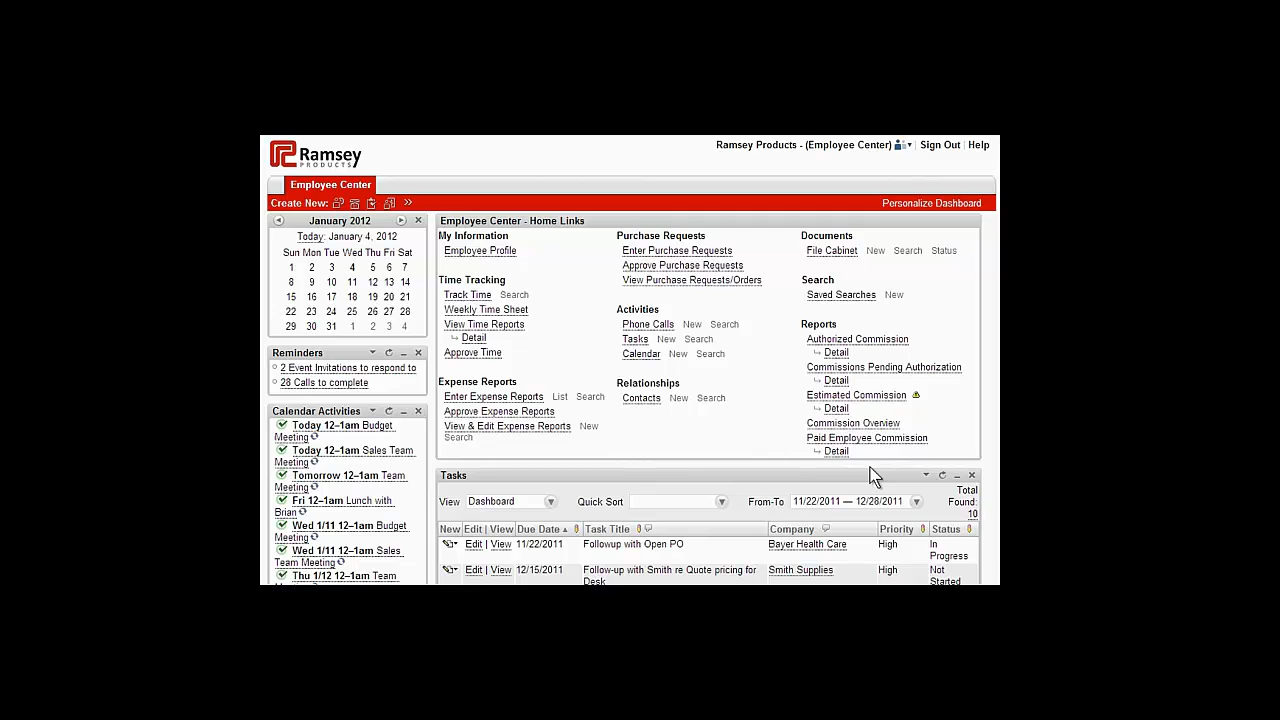 Ramsey
PRODUCTS
Ramsey Products - (Employee Center) Sign Out Help
Employee Center
Create New: Personalize Dashboard
January 2012
Today: January 4, 2012
Sun Mon Tue Wed Thu Fri Sat
1 2 3 4 5 6 7
8 9 10 11 12 13 14
15 16 17 18 19 20 21
22 23 24 25 26 27 28
29 30 31 1 2 3 4
Reminders
2 Event Invitations to respond to
28 Calls to complete
Calendar Activities
Today 12–1am Budget
Meeting
Today 12–1am Sales Team
Meeting
Tomorrow 12–1am Team
Meeting
Fri 12–1am Lunch with
Brian
Wed 1/11 12–1am Budget
Meeting
Wed 1/11 12–1am Sales
Team Meeting
Thu 1/12 12–1am Team
Employee Center - Home Links
My Information
Employee Profile
Time Tracking
Track Time Search
Weekly Time Sheet
View Time Reports
Detail
Approve Time
Expense Reports
Enter Expense Reports List Search
Approve Expense Reports
View & Edit Expense Reports New
Search
Purchase Requests
Enter Purchase Requests
Approve Purchase Requests
View Purchase Requests/Orders
Activities
Phone Calls New Search
Tasks New Search
Calendar New Search
Relationships
Contacts New Search
Documents
File Cabinet New Search Status
Search
Saved Searches New
Reports
Authorized Commission
Detail
Commissions Pending Authorization
Detail
Estimated Commission
Detail
Commission Overview
Paid Employee Commission
Detail
Tasks
View Dashboard Quick Sort From-To 11/22/2011 — 12/28/2011 Total
Found:
10
New Edit | View Due Date Task Title Company Priority Status
Edit | View 11/22/2011 Followup with Open PO Bayer Health Care High In
Progress
Edit | View 12/15/2011 Follow-up with Smith re Quote pricing for Smith Supplies High Not
Desk Started